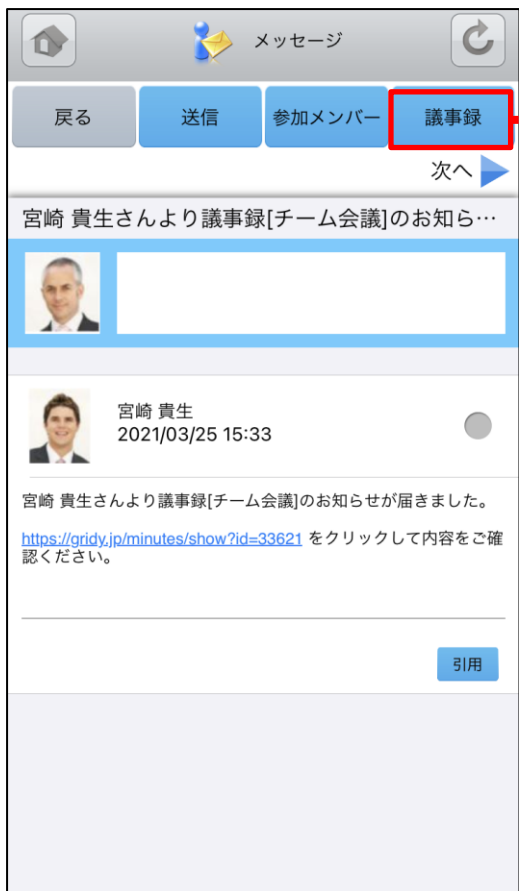 メッセージ
戻る
送信
参加メンバー
議事録
次へ
宮崎 貴生さんより議事録[チーム会議]のお知ら…
宮崎 貴生
2021/03/25 15:33
宮崎 貴生さんより議事録[チーム会議]のお知らせが届きました。
https://gridy.jp/minutes/show?id=33621 をクリックして内容をご確
認ください。
引用